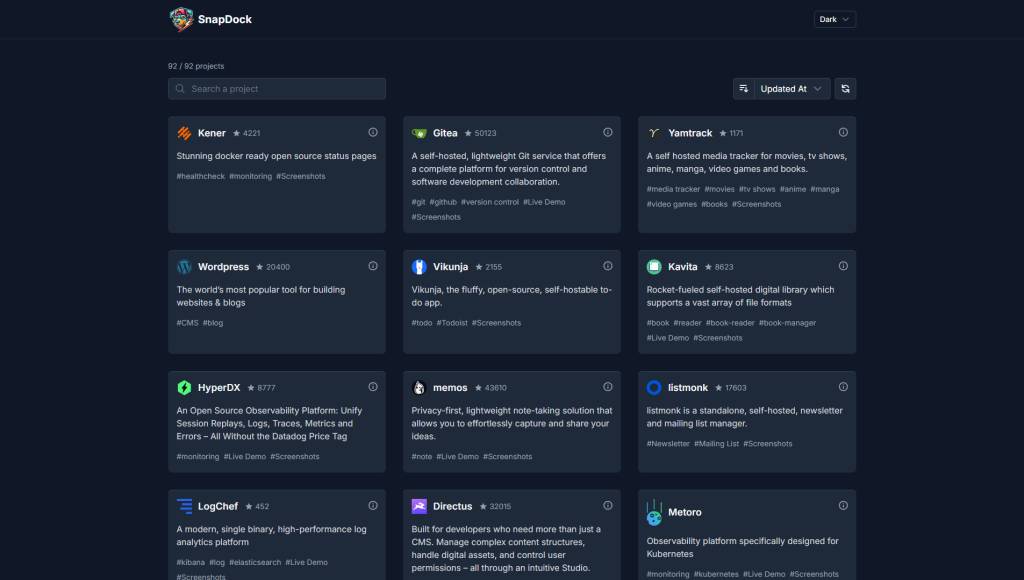 SnapDock
Dark
92 / 92 projects
Search a project
Updated At
Kener 4221
Stunning docker ready open source status pages
#healthcheck #monitoring #Screenshots
Gitea 50123
A self-hosted, lightweight Git service that offers
a complete platform for version control and
software development collaboration.
#git #github #version control #Live Demo
#Screenshots
Yamtrack 1171
A self hosted media tracker for movies, tv shows,
anime, manga, video games and books.
#media tracker #movies #tv shows #anime #manga
#video games #books #Screenshots
Wordpress 20400
The world's most popular tool for building
websites & blogs
#CMS #blog
Vikunja 2155
Vikunja, the fluffy, open-source, self-hostable to-
do app.
#todo #Todoist #Screenshots
Kavita 8623
Rocket-fueled self-hosted digital library which
supports a vast array of file formats
#book #reader #book-reader #book-manager
#Live Demo #Screenshots
HyperDX 8777
An Open Source Observability Platform: Unify
Session Replays, Logs, Traces, Metrics and
Errors – All Without the Datadog Price Tag
#monitoring #Live Demo #Screenshots
memos 43610
Privacy-first, lightweight note-taking solution that
allows you to effortlessly capture and share your
ideas.
#note #Live Demo #Screenshots
listmonk 17603
listmonk is a standalone, self-hosted, newsletter
and mailing list manager.
#Newsletter #Mailing List #Screenshots
LogChef 452
A modern, single binary, high-performance log
analytics platform
#kibana #log #elasticsearch #Live Demo
#Screenshots
Directus 32015
Built for developers who need more than just a
CMS. Manage complex content structures,
handle digital assets, and control user
permissions – all through an intuitive Studio.
Metoro
Observability platform specifically designed for
Kubernetes
#monitoring #kubernetes #Live Demo #Screenshots